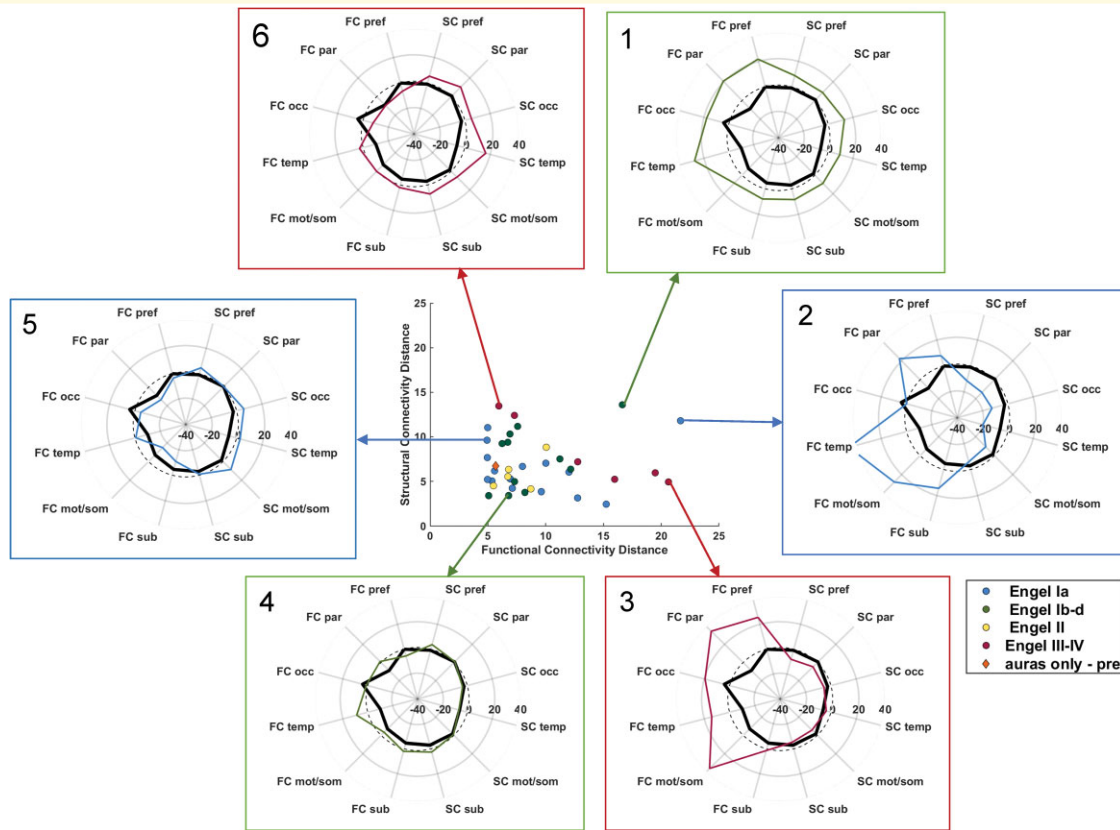 6
FC pref
SC pref
FC par
SC par
FC occ
SC occ
-40 -20 0 20 40
FC temp
SC temp
FC mot/som
SC mot/som
FC sub
SC sub
1
FC pref
SC pref
FC par
SC par
FC occ
SC occ
-40 -20 0 20 40
FC temp
SC temp
FC mot/som
SC mot/som
FC sub
SC sub
5
FC pref
SC pref
FC par
SC par
FC occ
SC occ
-40 -20 0 20 40
FC temp
SC temp
FC mot/som
SC mot/som
FC sub
SC sub
Structural Connectivity Distance
25
20
15
10
5
0
0 5 10 15 20 25
Functional Connectivity Distance
2
FC pref
SC pref
FC par
SC par
FC occ
SC occ
-40 -20 0 20 40
FC temp
SC temp
FC mot/som
SC mot/som
FC sub
SC sub
4
FC pref
SC pref
FC par
SC par
FC occ
SC occ
-40 -20 0 20 40
FC temp
SC temp
FC mot/som
SC mot/som
FC sub
SC sub
3
FC pref
SC pref
FC par
SC par
FC occ
SC occ
-40 -20 0 20 40
FC temp
SC temp
FC mot/som
SC mot/som
FC sub
SC sub
Engel Ia
Engel Ib-d
Engel II
Engel III-IV
auras only - pre